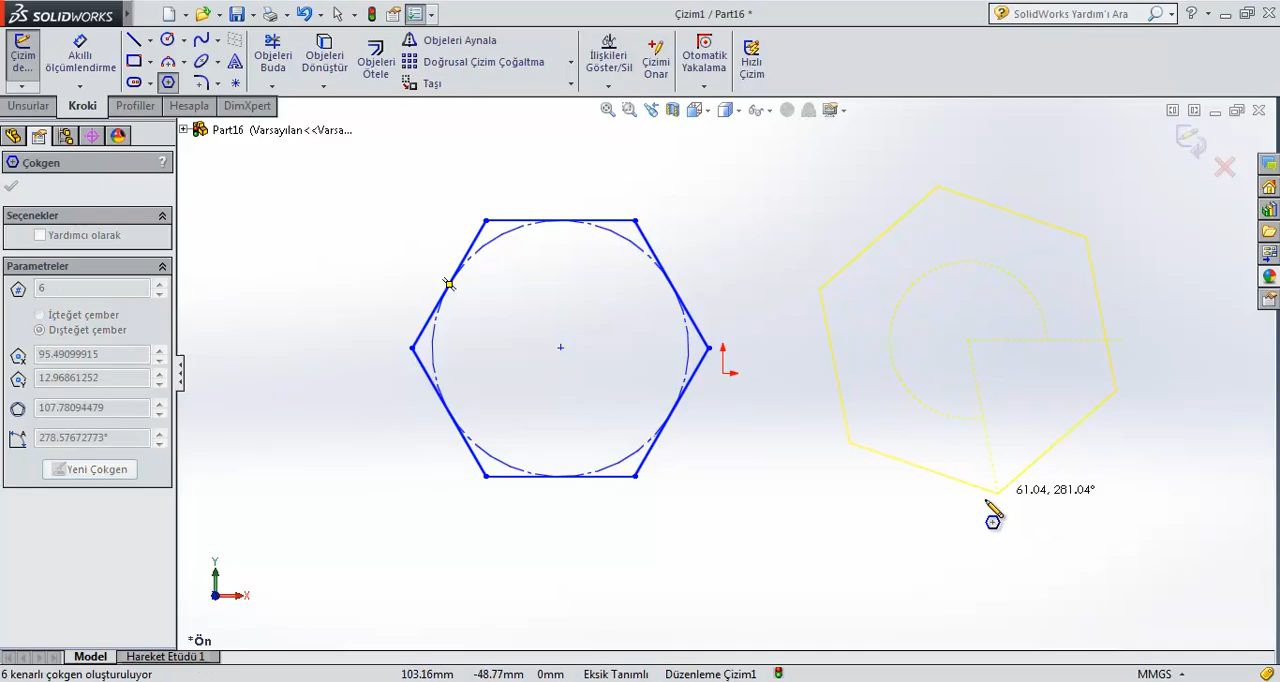 SOLIDWORKS
Çizim1 / Part16 *
SolidWorks Yardım'ı Ara
Çizim de...
Akıllı ölçümlendirme
Objeleri Buda
Objeleri Dönüştür
Objeleri Ötele
Objeleri Aynala
Doğrusal Çizim Çoğaltma
Taşı
İlişkileri Göster/Sil
Çizimi Onar
Otomatik Yakalama
Hızlı Çizim
Unsurlar Kroki Profiller Hesapla DimXpert
Part16 (Varsayılan<<Varsa...
Çokgen ?
Seçenekler
Yardımcı olarak
Parametreler
6
İçteğet çember
Dışteğet çember
95.49099915
12.96861252
107.78094479
278.57672773°
Yeni Çokgen
61.04, 281.04°
Y
X
*Ön
Model Hareket Etüdü 1
6 kenarlı çokgen oluşturuluyor 103.16mm -48.77mm 0mm Eksik Tanımlı Düzenleme Çizim1 MMGS